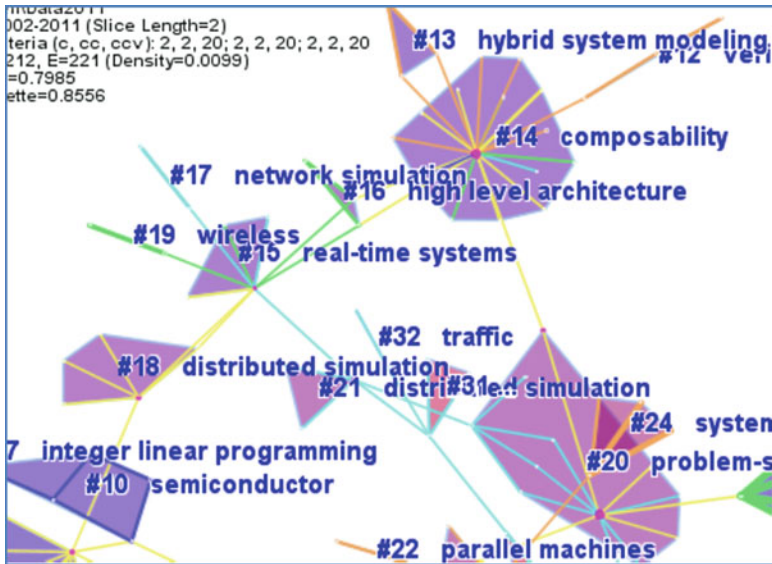 002-2011 (Slice Length=2)
teria (c, cc, ccv): 2, 2, 20; 2, 2, 20; 2, 2, 20
212, E=221 (Density=0.0099)
=0.7985
ette=0.8556
#13 hybrid system modeling
#12 veri
#14 composability
#17 network simulation
#16 high level architecture
#19 wireless
#15 real-time systems
#32 traffic
#18 distributed simulation
#21 distributed simulation
#31
#24 system
7 integer linear programming
#20 problem-s
#10 semiconductor
#22 parallel machines